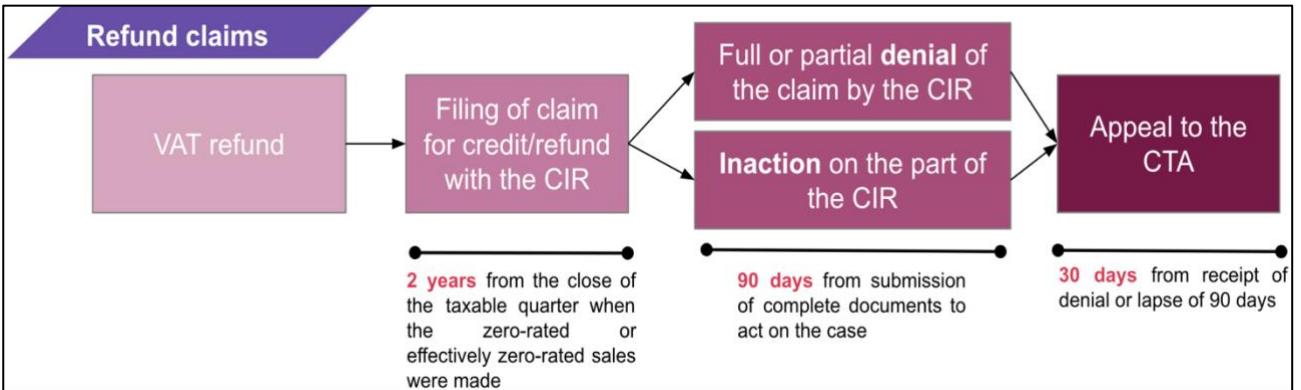 Refund claims
VAT refund
Filing of claim
for credit/refund
with the CIR
Full or partial denial of
the claim by the CIR
Inaction on the part of
the CIR
Appeal to the
CTA
2 years from the close of
the taxable quarter when
the zero-rated or
effectively zero-rated sales
were made
90 days from submission
of complete documents to
act on the case
30 days from receipt of
denial or lapse of 90 days